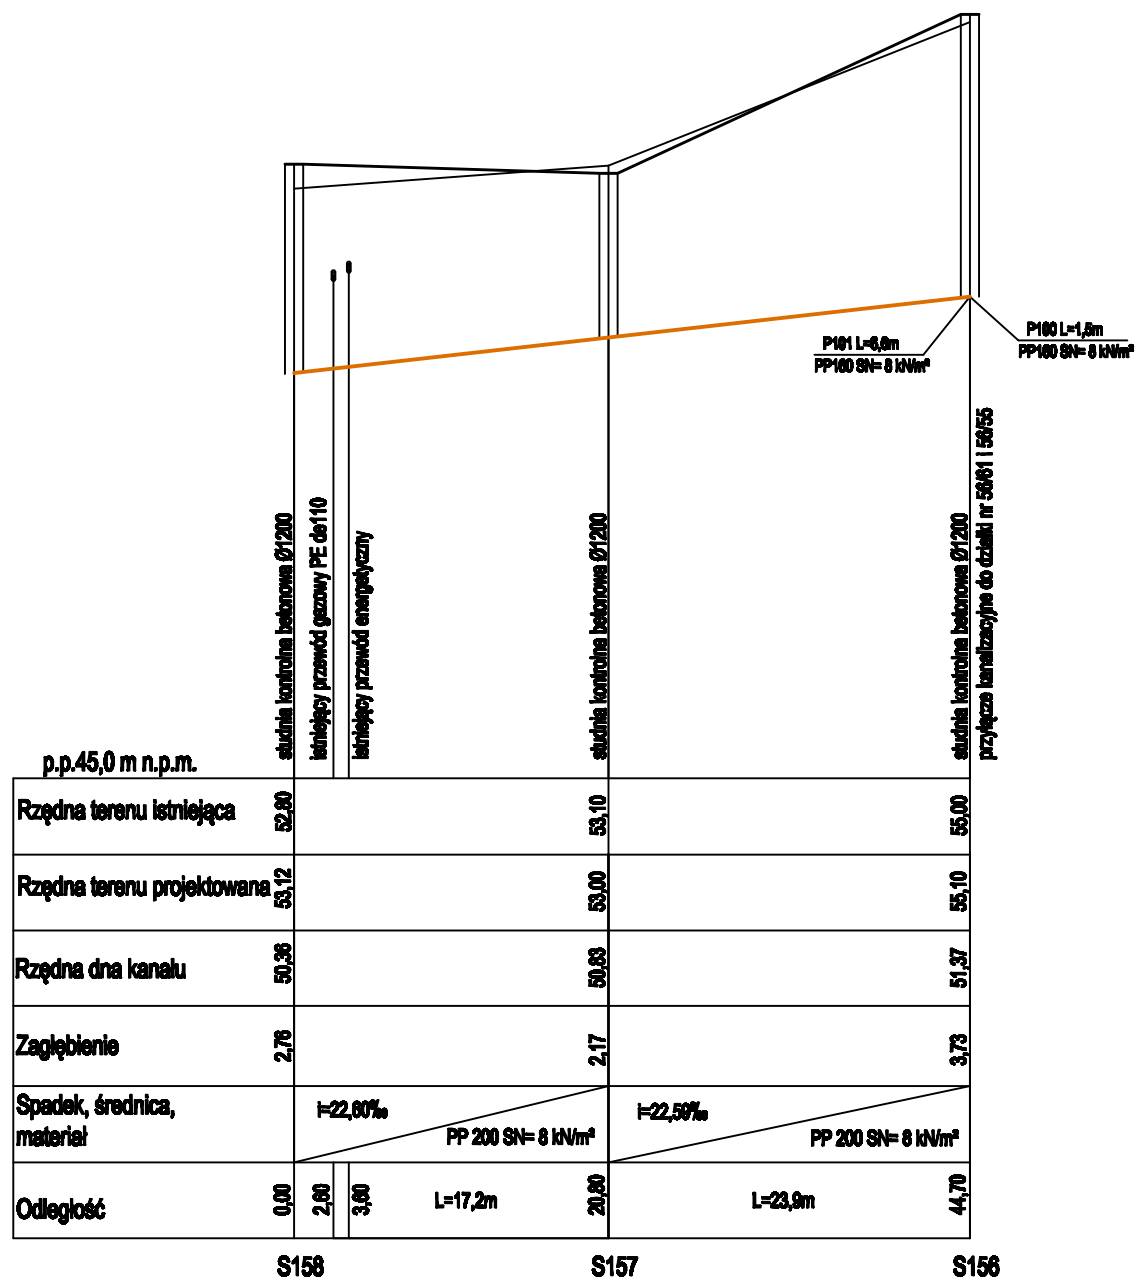 P191 L=6,6m
PP160 SN= 8 kN/m²
P190 L=1,5m
PP160 SN= 8 kN/m²
studnia kontrolna betonowa Ø1200
istniejący przewód gazowy PE de110
istniejący przewód energetyczny
studnia kontrolna betonowa Ø1200
studnia kontrolna betonowa Ø1200
przyłącze kanalizacyjne do działki nr 56/61 i 56/55
p.p.45,0 m n.p.m.
Rzędna terenu istniejąca 52,80 53,10 55,00
Rzędna terenu projektowana 53,12 53,00 55,10
Rzędna dna kanału 50,36 50,83 51,37
Zagłębienie 2,76 2,17 3,73
Spadek, średnica,
materiał
i=22,60‰
PP 200 SN= 8 kN/m²
i=22,59‰
PP 200 SN= 8 kN/m²
Odległość 0,00 2,60 3,60 L=17,2m 20,80 L=23,9m 44,70
S158 S157 S156